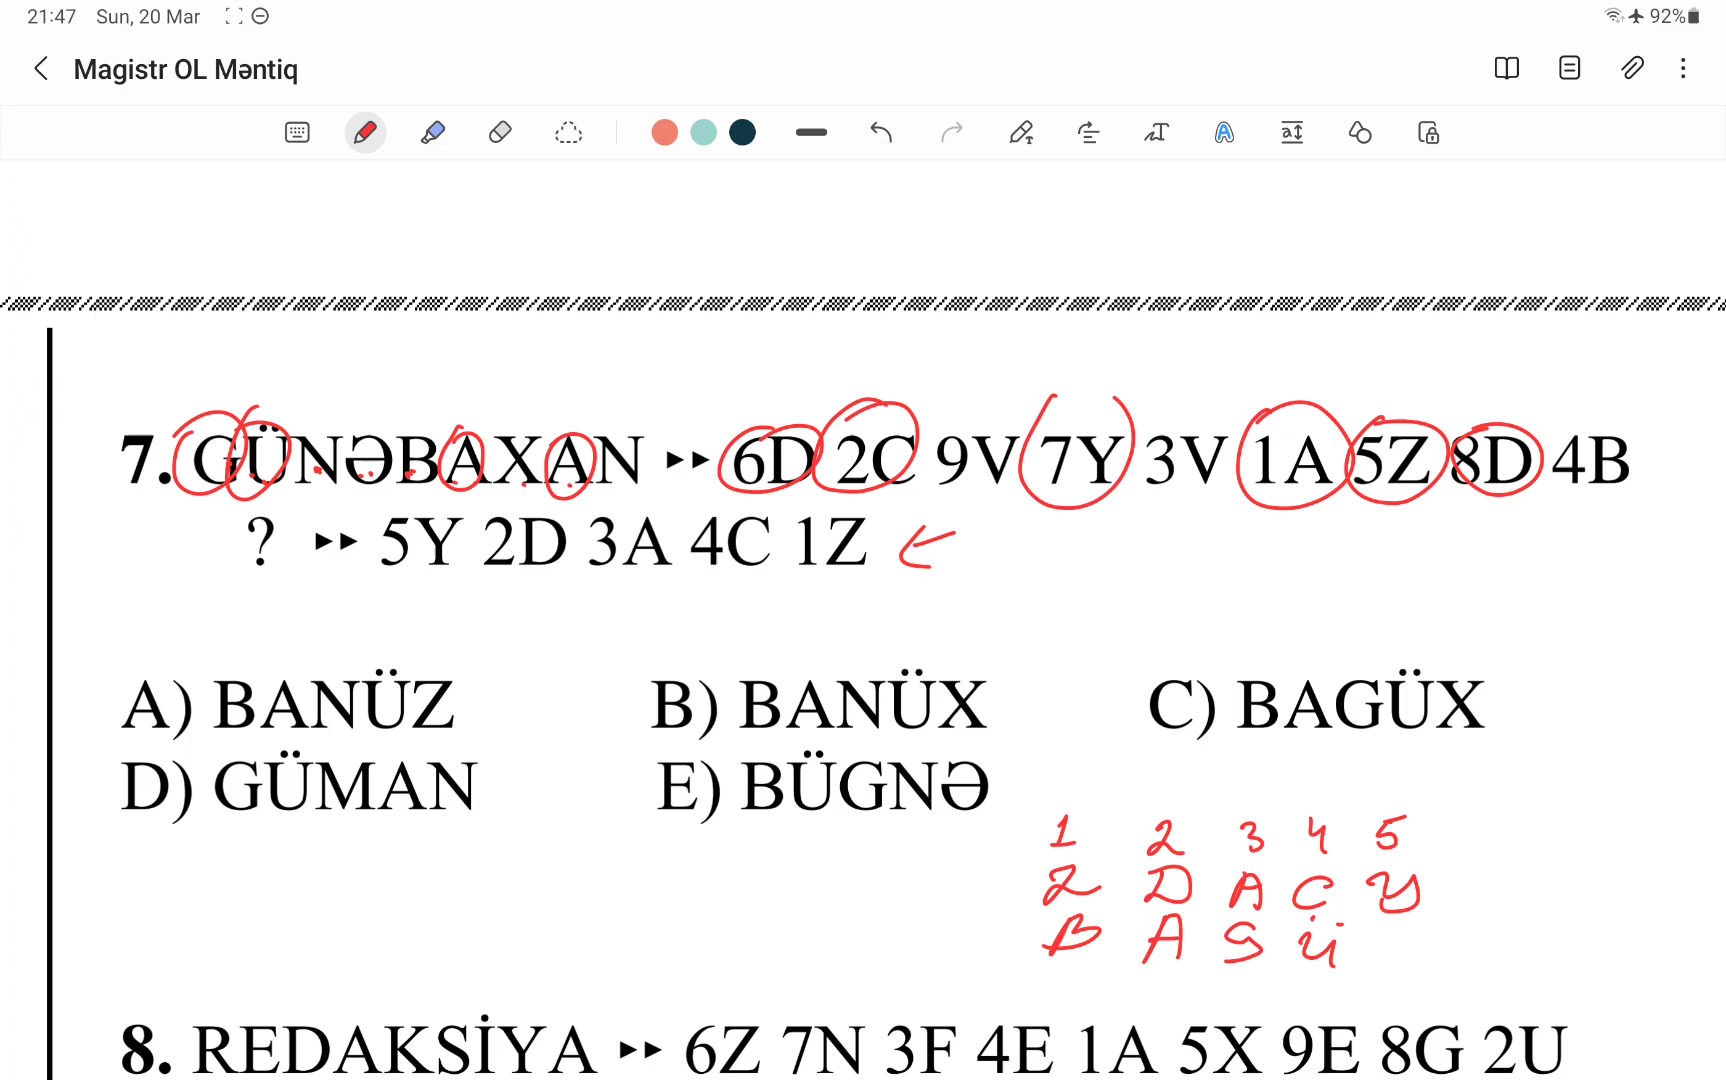 21:47 Sun, 20 Mar 92%
Magistr OL Məntiq
7. GÜNƏBAXAN ▸▸ 6D 2C 9V 7Y 3V 1A 5Z 8D 4B
? ▸▸ 5Y 2D 3A 4C 1Z
A) BANÜZ B) BANÜX C) BAGÜX
D) GÜMAN E) BÜGNƏ
1 2 3 4 5
Z D A C Y
B A G Ü
8. REDAKSİYA ▸▸ 6Z 7N 3F 4E 1A 5X 9E 8G 2U